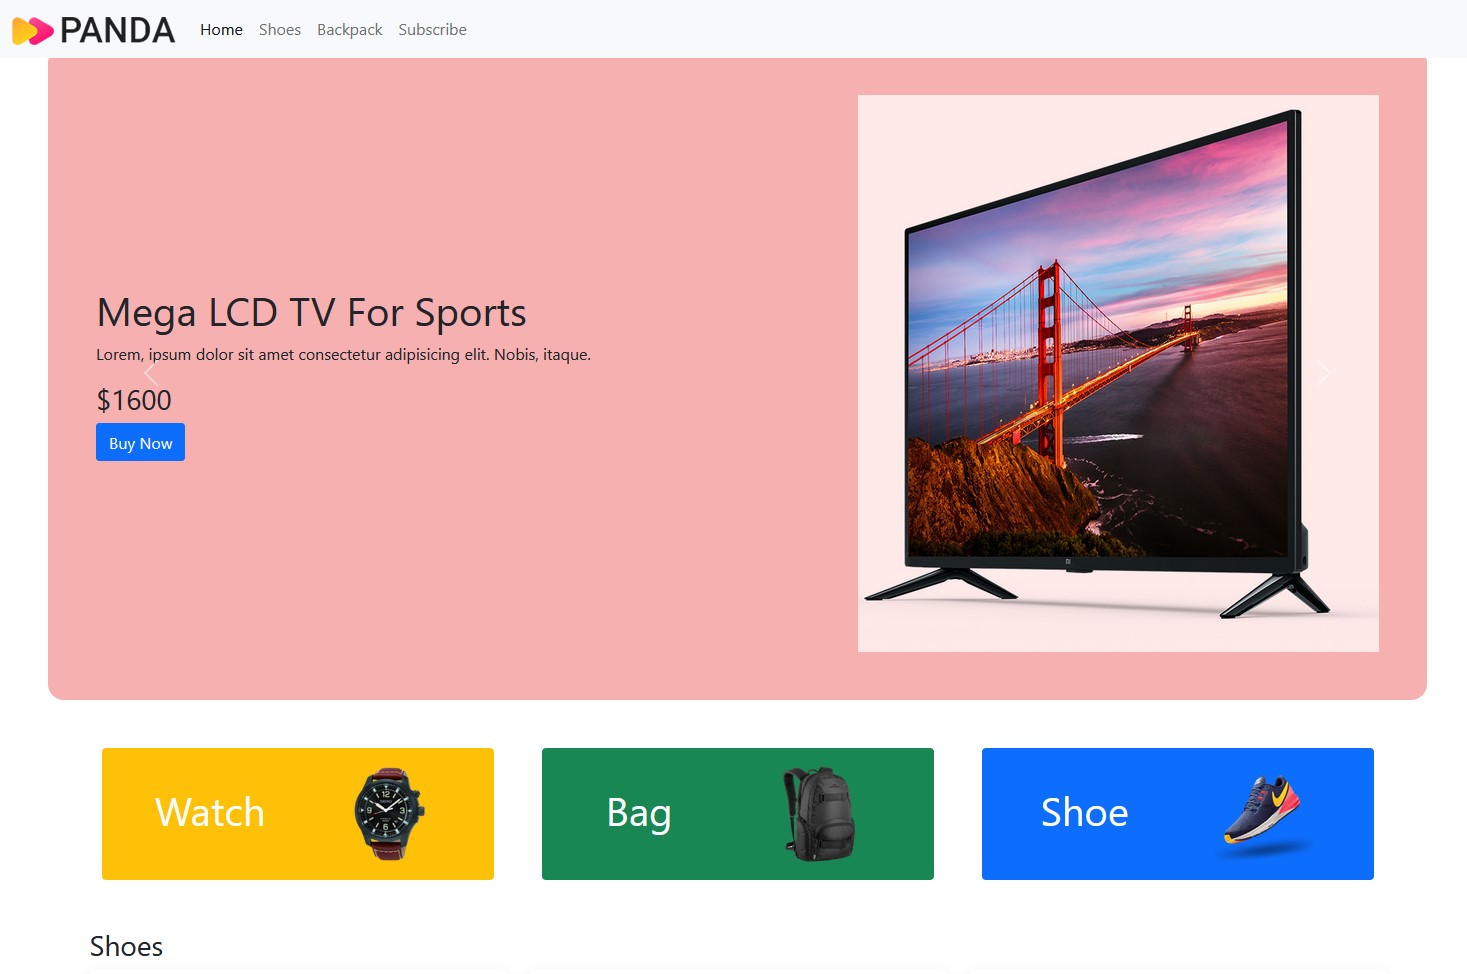 PANDA
Home Shoes Backpack Subscribe
Mega LCD TV For Sports
Lorem, ipsum dolor sit amet consectetur adipisicing elit. Nobis, itaque.
$1600
Buy Now
Watch
Bag
Shoe
Shoes